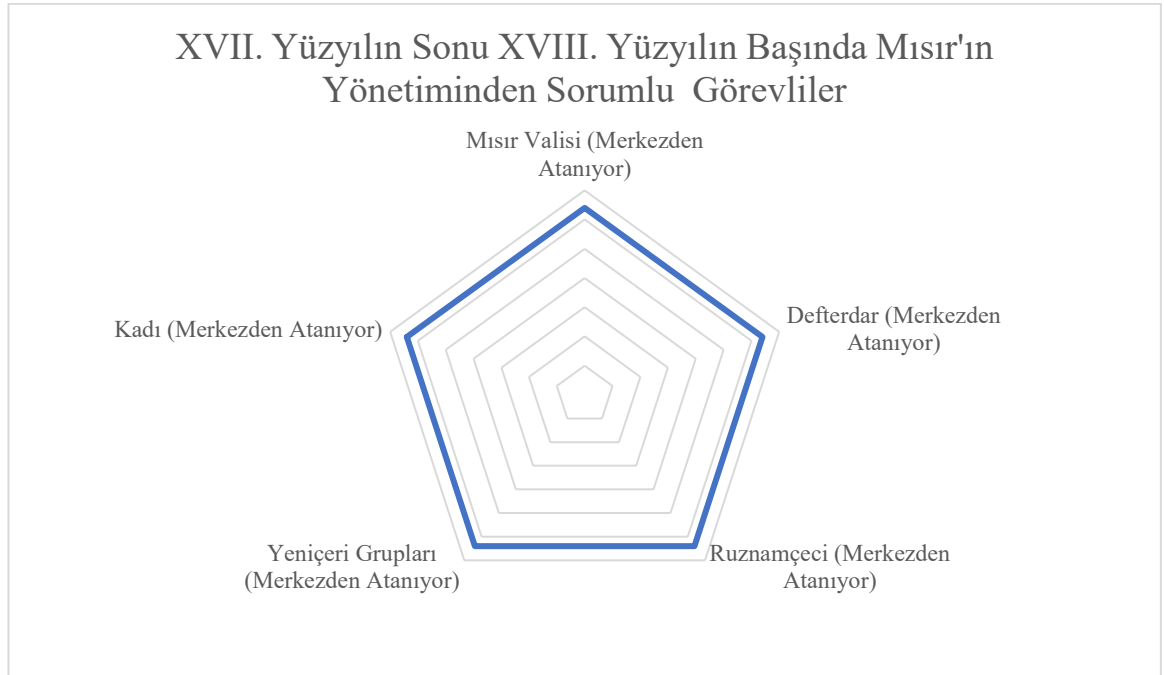 XVII. Yüzyılın Sonu XVIII. Yüzyılın Başında Mısır'ın
Yönetiminden Sorumlu Görevliler
Mısır Valisi (Merkezden
Atanıyor)
Defterdar (Merkezden
Atanıyor)
Kadı (Merkezden Atanıyor)
Yeniçeri Grupları
(Merkezden Atanıyor)
Ruznamçeci (Merkezden
Atanıyor)